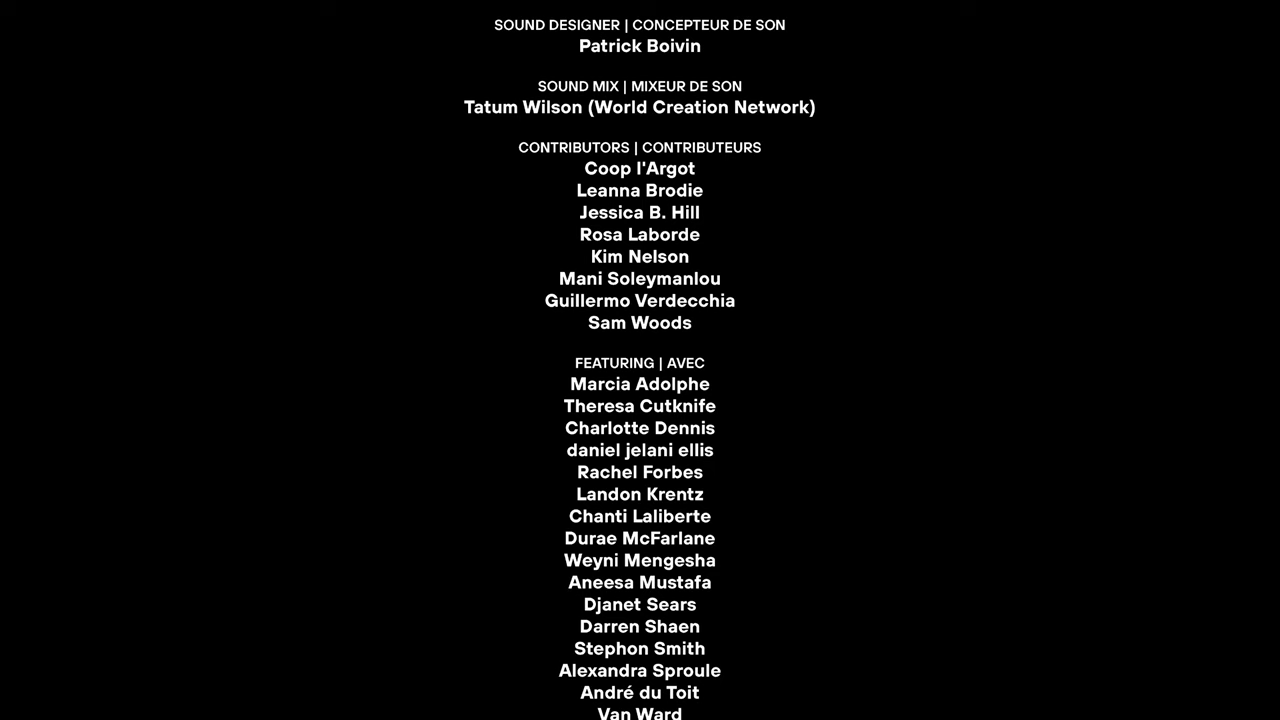 SOUND DESIGNER | CONCEPTEUR DE SON
Patrick Boivin
SOUND MIX | MIXEUR DE SON
Tatum Wilson (World Creation Network)
CONTRIBUTORS | CONTRIBUTEURS
Coop l'Argot
Leanna Brodie
Jessica B. Hill
Rosa Laborde
Kim Nelson
Mani Soleymanlou
Guillermo Verdecchia
Sam Woods
FEATURING | AVEC
Marcia Adolphe
Theresa Cutknife
Charlotte Dennis
daniel jelani ellis
Rachel Forbes
Landon Krentz
Chanti Laliberte
Durae McFarlane
Weyni Mengesha
Aneesa Mustafa
Djanet Sears
Darren Shaen
Stephon Smith
Alexandra Sproule
André du Toit
Van Ward